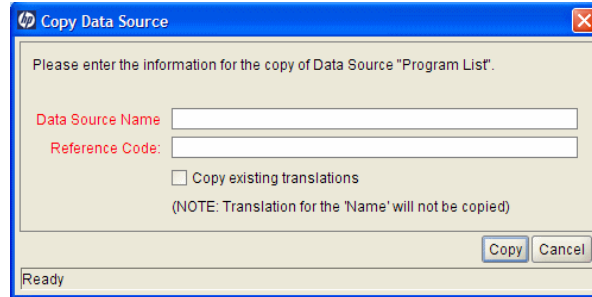 hp Copy Data Source
Please enter the information for the copy of Data Source "Program List".
Data Source Name
Reference Code:
Copy existing translations
(NOTE: Translation for the 'Name' will not be copied)
Copy Cancel
Ready